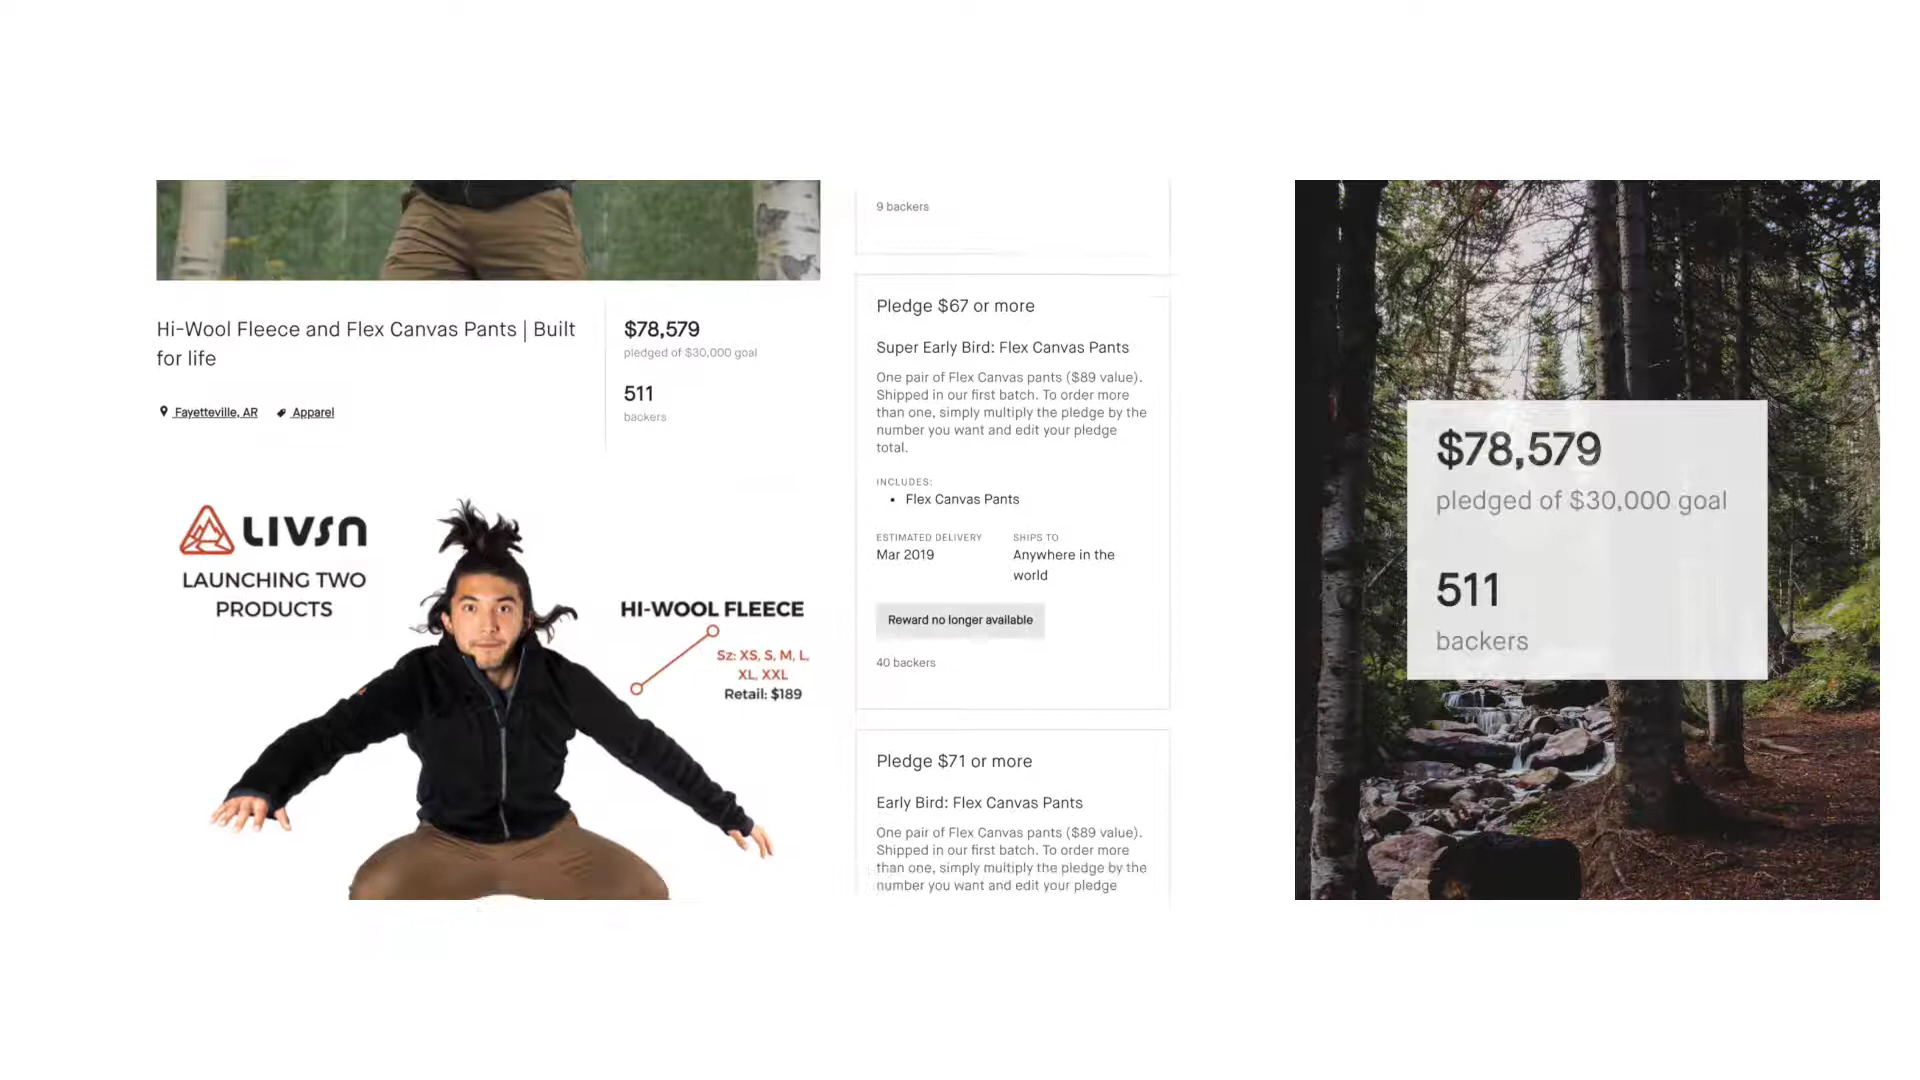 Hi-Wool Fleece and Flex Canvas Pants | Built
for life
Fayetteville, AR
Apparel
$78,579
pledged of $30,000 goal
511
backers
LIVSN
LAUNCHING TWO
PRODUCTS
HI-WOOL FLEECE
Sz: XS, S, M, L,
XL, XXL
Retail: $189
9 backers
Pledge $67 or more
Super Early Bird: Flex Canvas Pants
One pair of Flex Canvas pants ($89 value).
Shipped in our first batch. To order more
than one, simply multiply the pledge by the
number you want and edit your pledge
total.
INCLUDES:
• Flex Canvas Pants
ESTIMATED DELIVERY
Mar 2019
SHIPS TO
Anywhere in the
world
Reward no longer available
40 backers
Pledge $71 or more
Early Bird: Flex Canvas Pants
One pair of Flex Canvas pants ($89 value).
Shipped in our first batch. To order more
than one, simply multiply the pledge by the
number you want and edit your pledge
$78,579
pledged of $30,000 goal
511
backers